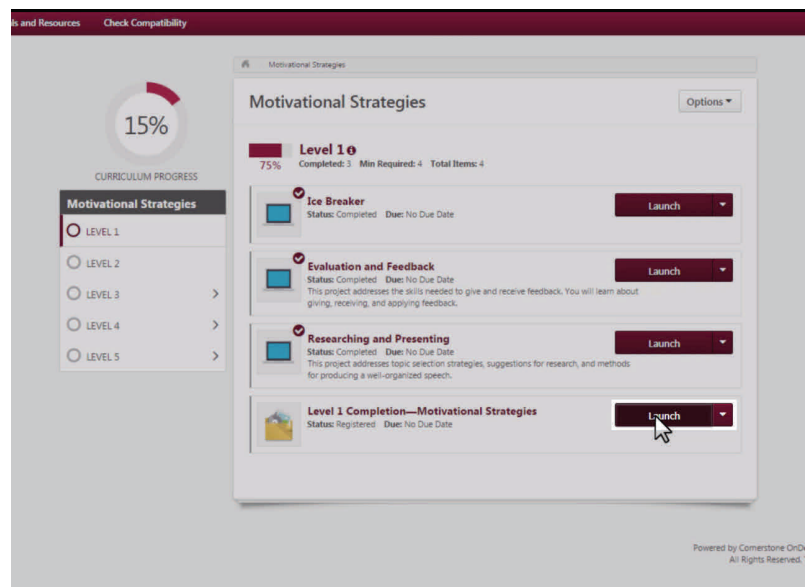 ls and Resources Check Compatibility
Motivational Strategies
Motivational Strategies
Options
15%
CURRICULUM PROGRESS
Motivational Strategies
LEVEL 1
LEVEL 2
LEVEL 3
LEVEL 4
LEVEL 5
75%
Level 1
Completed: 3 Min Required: 4 Total Items: 4
Ice Breaker
Status: Completed Due: No Due Date
Launch
Evaluation and Feedback
Status: Completed Due: No Due Date
This project addresses the skills needed to give and receive feedback. You will learn about
giving, receiving, and applying feedback.
Launch
Researching and Presenting
Status: Completed Due: No Due Date
This project addresses topic selection strategies, suggestions for research, and methods
for producing a well-organized speech.
Launch
Level 1 Completion—Motivational Strategies
Status: Registered Due: No Due Date
Launch
Powered by Cornerstone OnDe
All Rights Reserved.